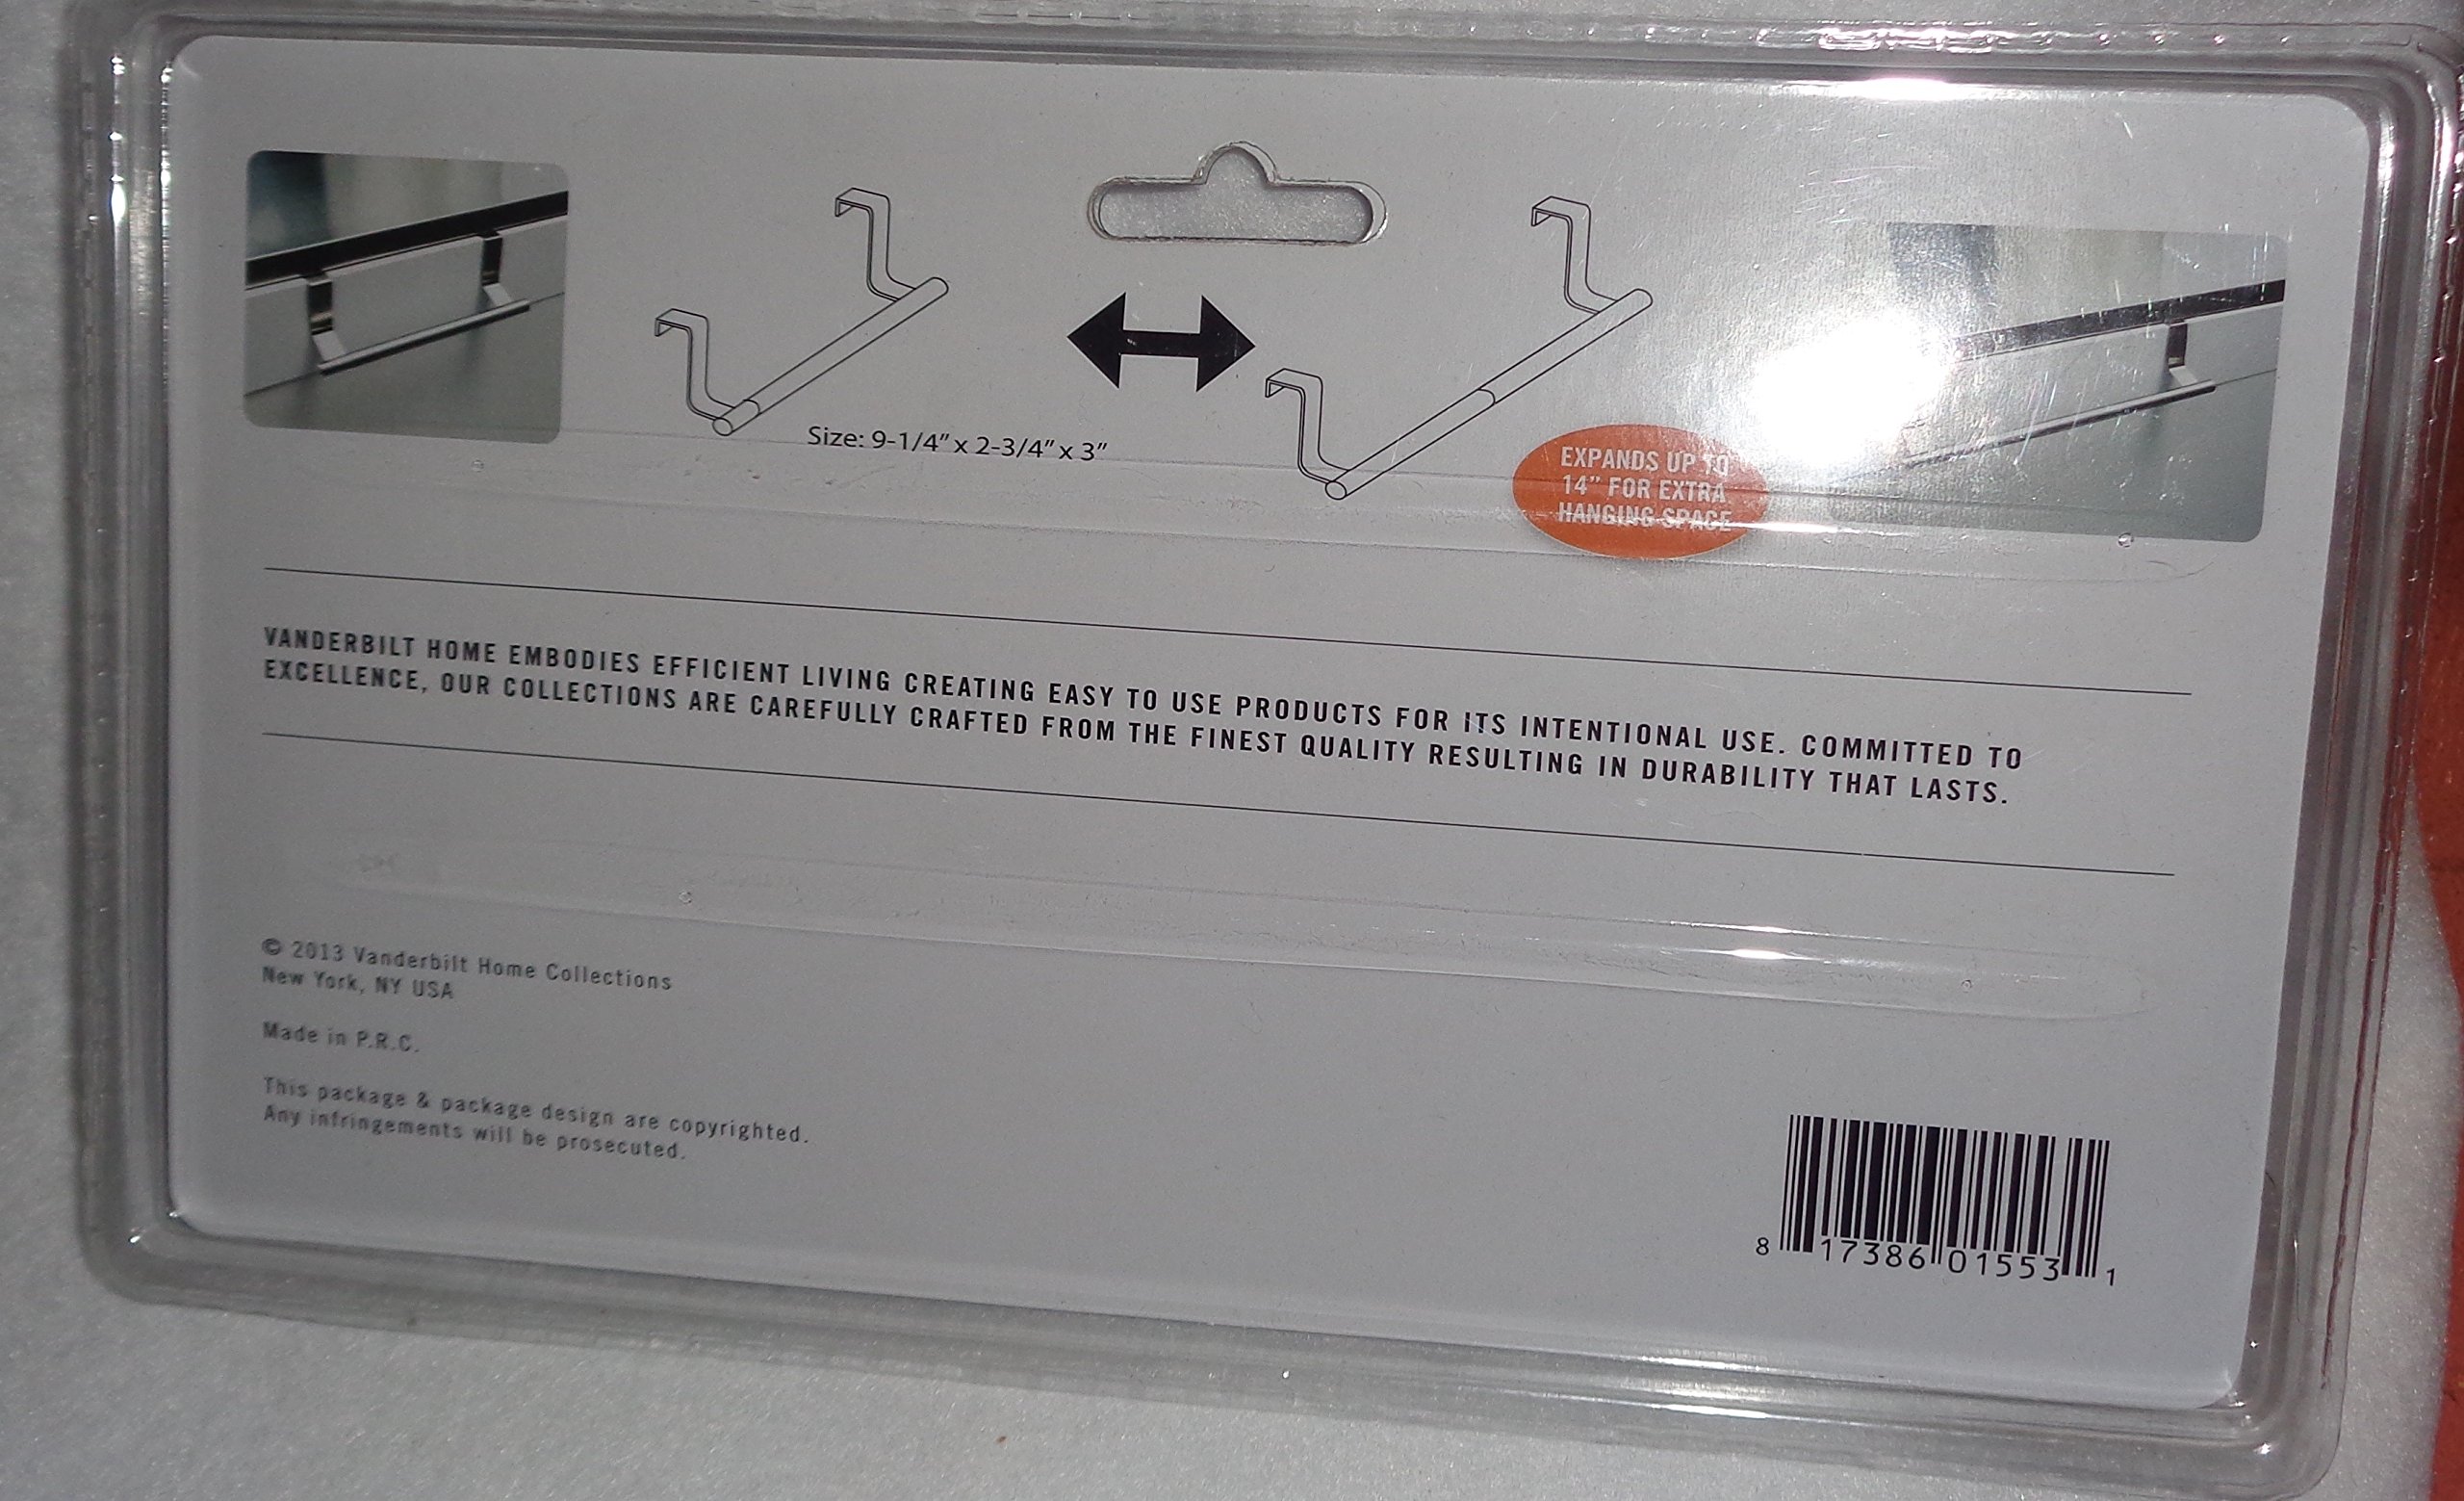 Size: 9-1/4" x 2-3/4" x 3"
EXPANDS UP TO
14" FOR EXTRA
HANGING SPACE
VANDERBILT HOME EMBODIES EFFICIENT LIVING CREATING EASY TO USE PRODUCTS FOR ITS INTENTIONAL USE. COMMITTED TO
EXCELLENCE, OUR COLLECTIONS ARE CAREFULLY CRAFTED FROM THE FINEST QUALITY RESULTING IN DURABILITY THAT LASTS.
© 2013 Vanderbilt Home Collections
New York, NY USA
Made in P.R.C.
This package & package design are copyrighted.
Any infringements will be prosecuted.
8 17386 01553 1